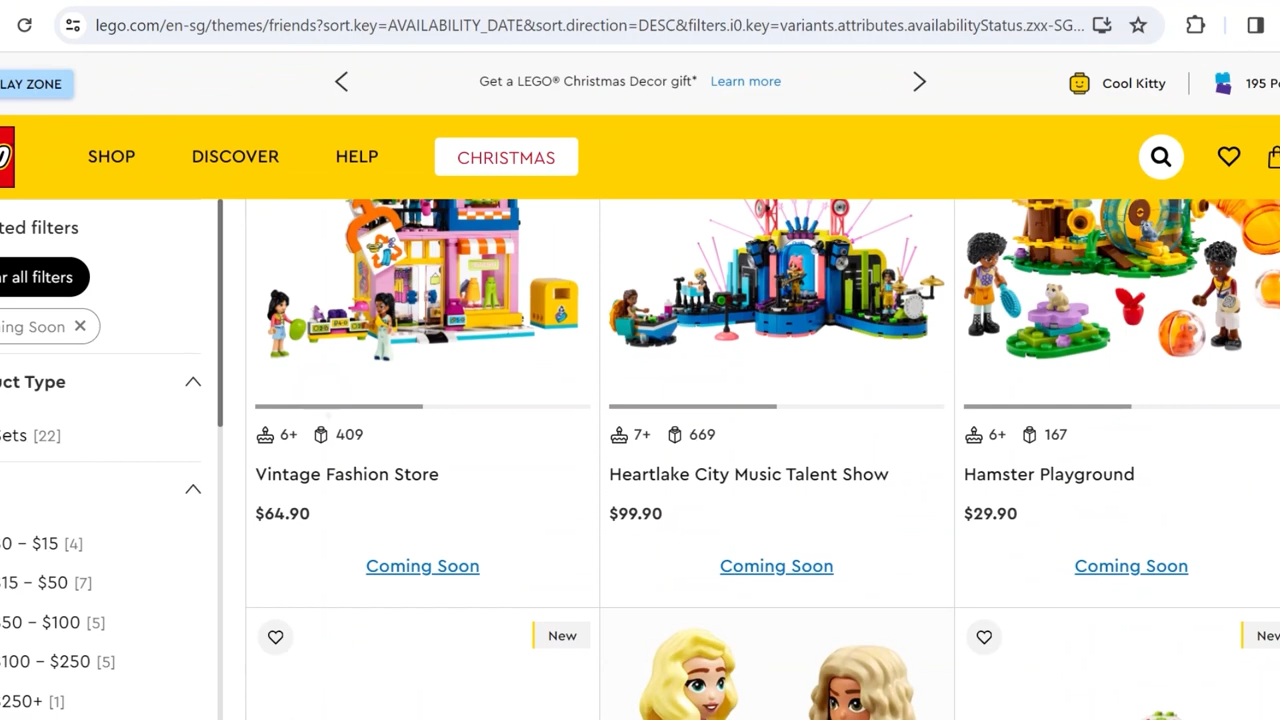 lego.com/en-sg/themes/friends?sort.key=AVAILABILITY_DATE&sort.direction=DESC&filters.i0.key=variants.attributes.availabilityStatus.zxx-SG...
LAY ZONE
Get a LEGO® Christmas Decor gift* Learn more
Cool Kitty
195 Po
SHOP
DISCOVER
HELP
CHRISTMAS
ted filters
r all filters
ing Soon
uct Type
Sets [22]
0 – $15 [4]
15 – $50 [7]
50 – $100 [5]
100 – $250 [5]
250+ [1]
6+ 409
Vintage Fashion Store
$64.90
Coming Soon
7+ 669
Heartlake City Music Talent Show
$99.90
Coming Soon
6+ 167
Hamster Playground
$29.90
Coming Soon
New
New